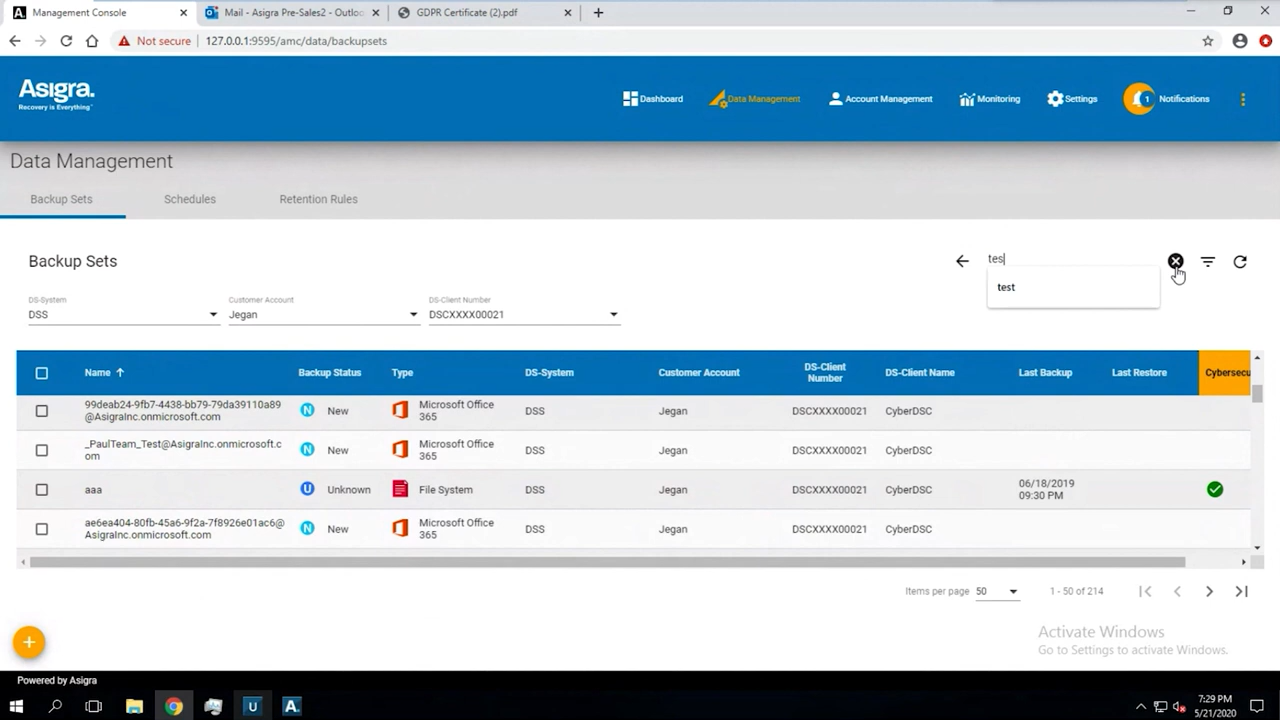 A. Management Console
Mail - Asigra Pre-Sales2 - Outloo
GDPR Certificate (2).pdf
Not secure
127.0.0.1:9595/amc/data/backupsets
Asigra.
Recovery is Everything™
Dashboard
Data Management
Account Management
Monitoring
Settings
1
Notifications
Data Management
Backup Sets
Schedules
Retention Rules
Backup Sets
tes
test
DS-System
Customer Account
DS-Client Number
DSS
Jegan
DSCXXXX00021
Name
Backup Status
Type
DS-System
Customer Account
DS-Client
Number
DS-Client Name
Last Backup
Last Restore
Cybersecu
99deab24-9fb7-4438-bb79-79da39110a89
@AsigraInc.onmicrosoft.com
N
New
Microsoft Office
365
DSS
Jegan
DSCXXXX00021
CyberDSC
_PaulTeam_Test@AsigraInc.onmicrosoft.c
om
N
New
Microsoft Office
365
DSS
Jegan
DSCXXXX00021
CyberDSC
aaa
U
Unknown
File System
DSS
Jegan
DSCXXXX00021
CyberDSC
06/18/2019
09:30 PM
ae6ea404-80fb-45a6-9f2a-7f8926e01ac6@
AsigraInc.onmicrosoft.com
N
New
Microsoft Office
365
DSS
Jegan
DSCXXXX00021
CyberDSC
Items per page
50
1 - 50 of 214
Activate Windows
Go to Settings to activate Windows.
Powered by Asigra
U
A.
7:29 PM
5/21/2020